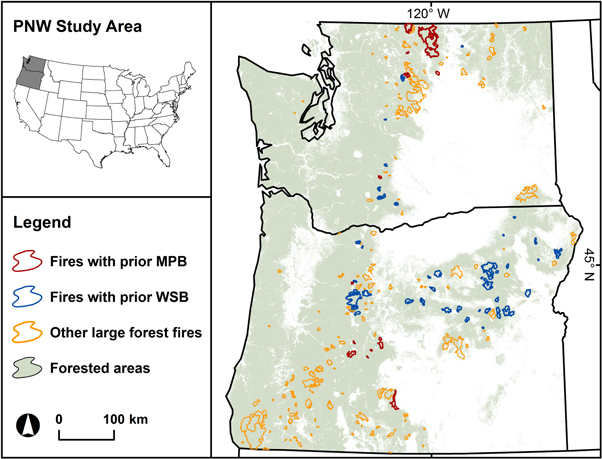 PNW Study Area
120° W
45° N
Legend
Fires with prior MPB
Fires with prior WSB
Other large forest fires
Forested areas
0 100 km